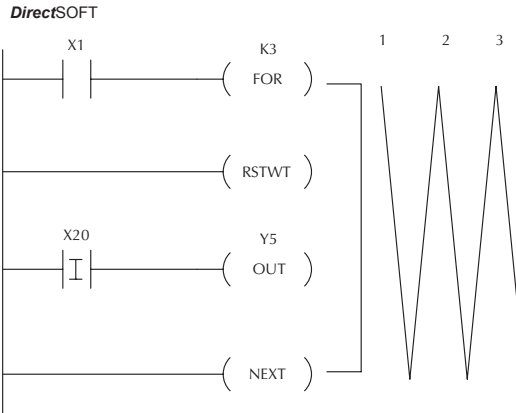 DirectSOFT
X1
K3
FOR
1 2 3
RSTWT
X20
Y5
OUT
NEXT